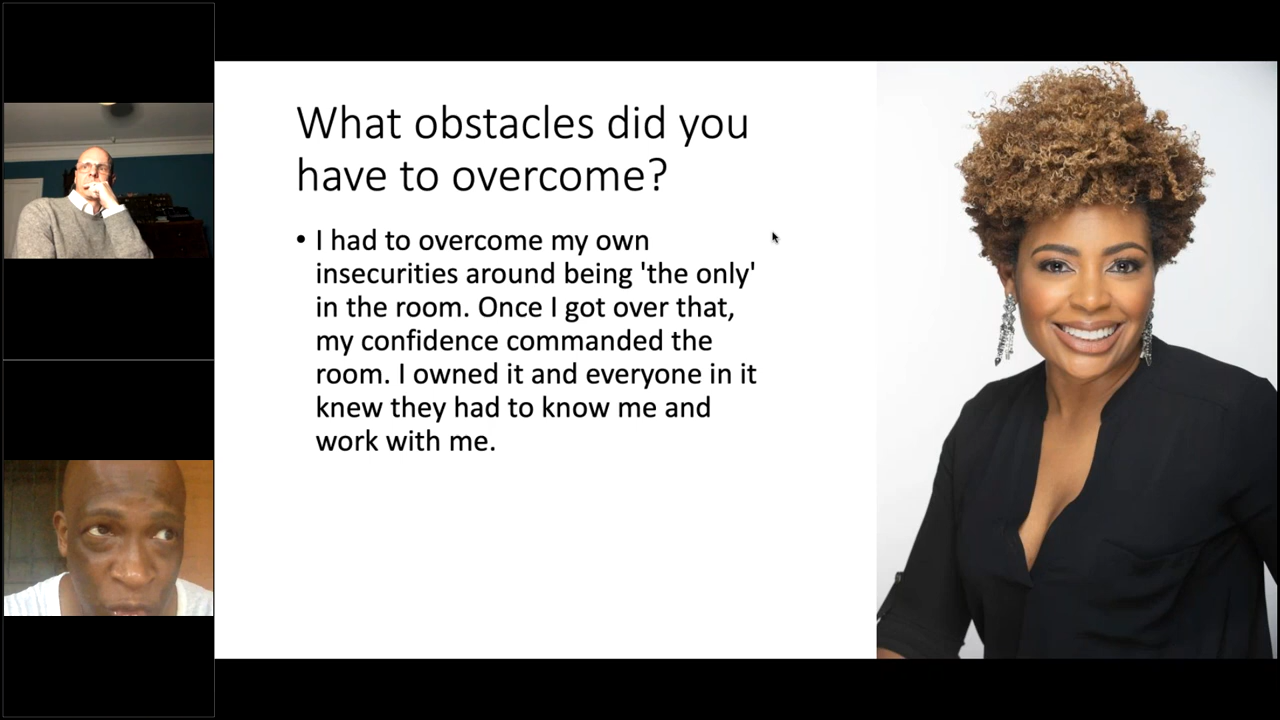 What obstacles did you
have to overcome?
• I had to overcome my own
insecurities around being 'the only'
in the room. Once I got over that,
my confidence commanded the
room. I owned it and everyone in it
knew they had to know me and
work with me.